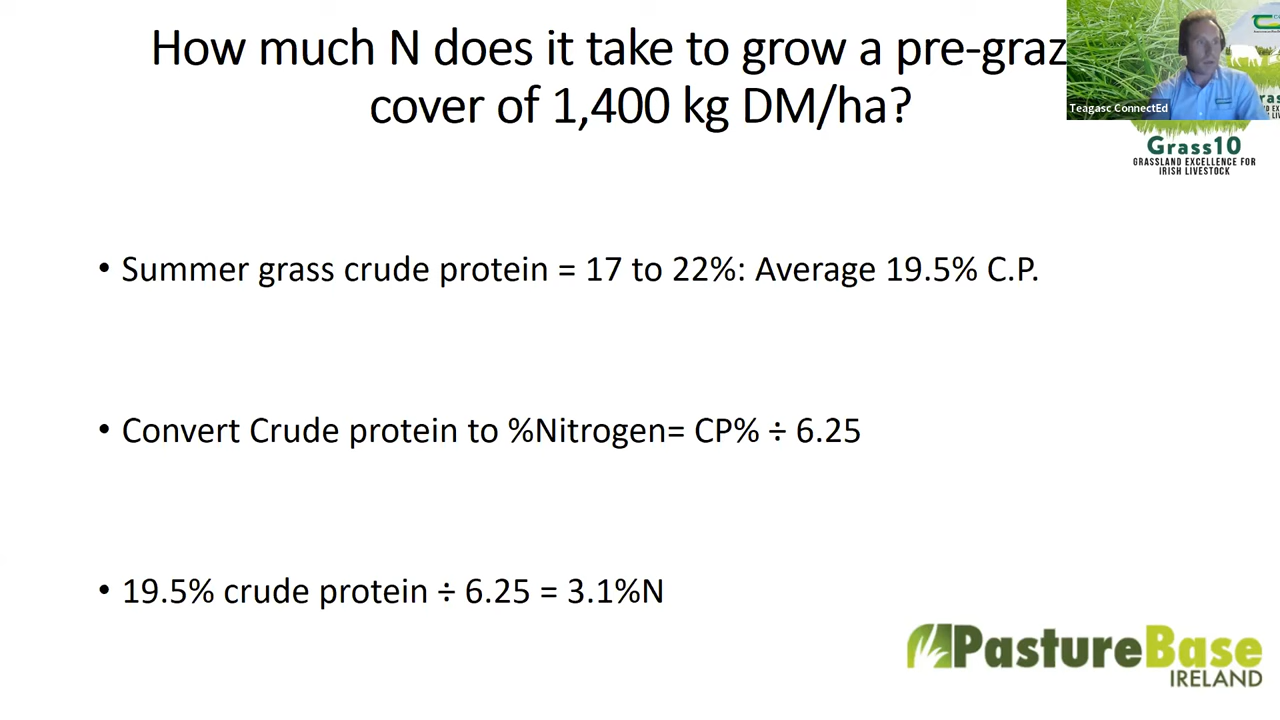 How much N does it take to grow a pre-graz
cover of 1,400 kg DM/ha?
Teagasc ConnectEd
Grass10
GRASSLAND EXCELLENCE FOR
IRISH LIVESTOCK
• Summer grass crude protein = 17 to 22%: Average 19.5% C.P.
• Convert Crude protein to %Nitrogen= CP% ÷ 6.25
• 19.5% crude protein ÷ 6.25 = 3.1%N
PastureBase
IRELAND